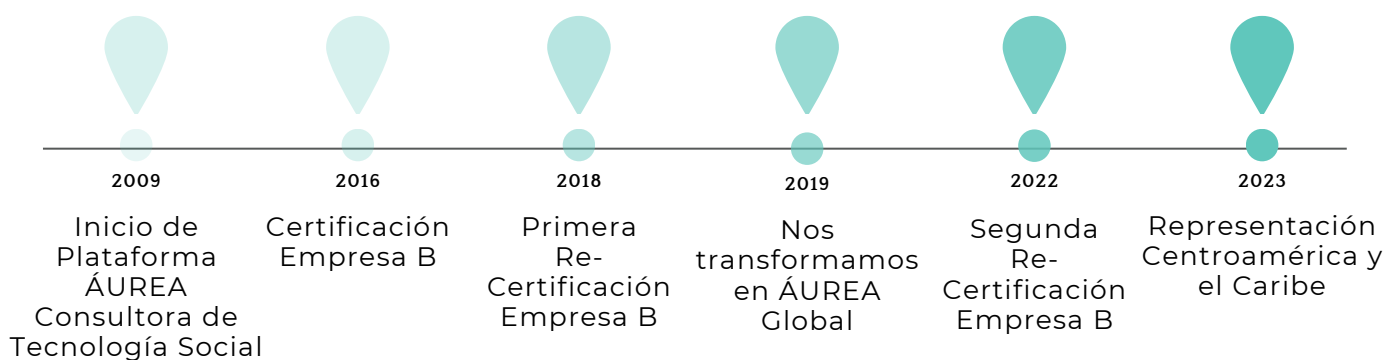 2009
Inicio de
Plataforma
ÁUREA
Consultora de
Tecnología Social
2016
Certificación
Empresa B
2018
Primera
Re-
Certificación
Empresa B
2019
Nos
transformamos
en ÁUREA
Global
2022
Segunda
Re-
Certificación
Empresa B
2023
Representación
Centroamérica y
el Caribe